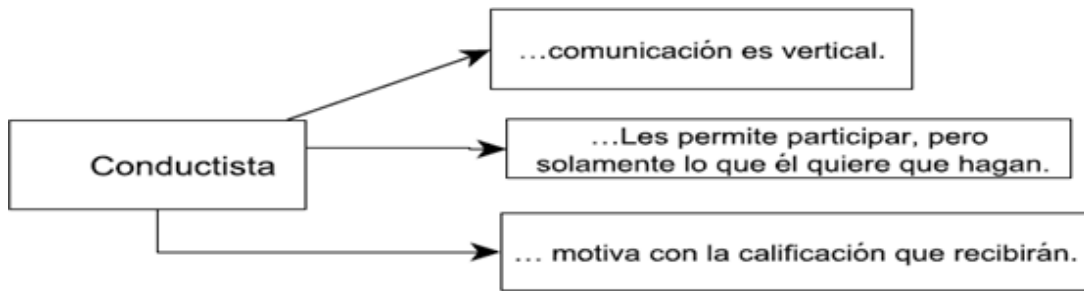 …comunicación es vertical.
Conductista
…Les permite participar, pero
solamente lo que él quiere que hagan.
… motiva con la calificación que recibirán.